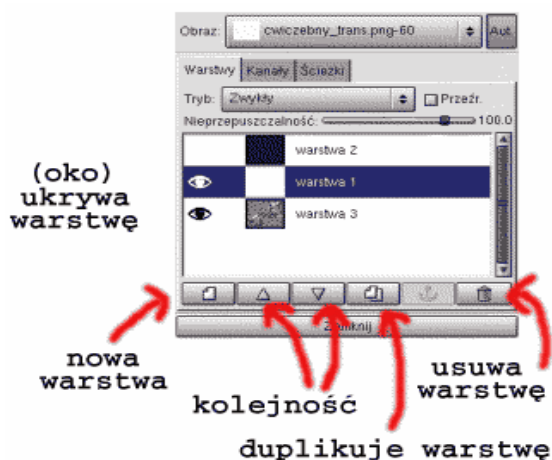 Obraz: cwiczebny_trans.png-60 Aut.
Warstwy Kanały Ścieżki
Tryb: Zwykły Przeźr.
Nieprzepuszczalność: 100.0
warstwa 2
warstwa 1
warstwa 3
(oko)
ukrywa
warstwę
Zamknij
nowa
warstwa
usuwa
warstwę
kolejność
duplikuje warstwę